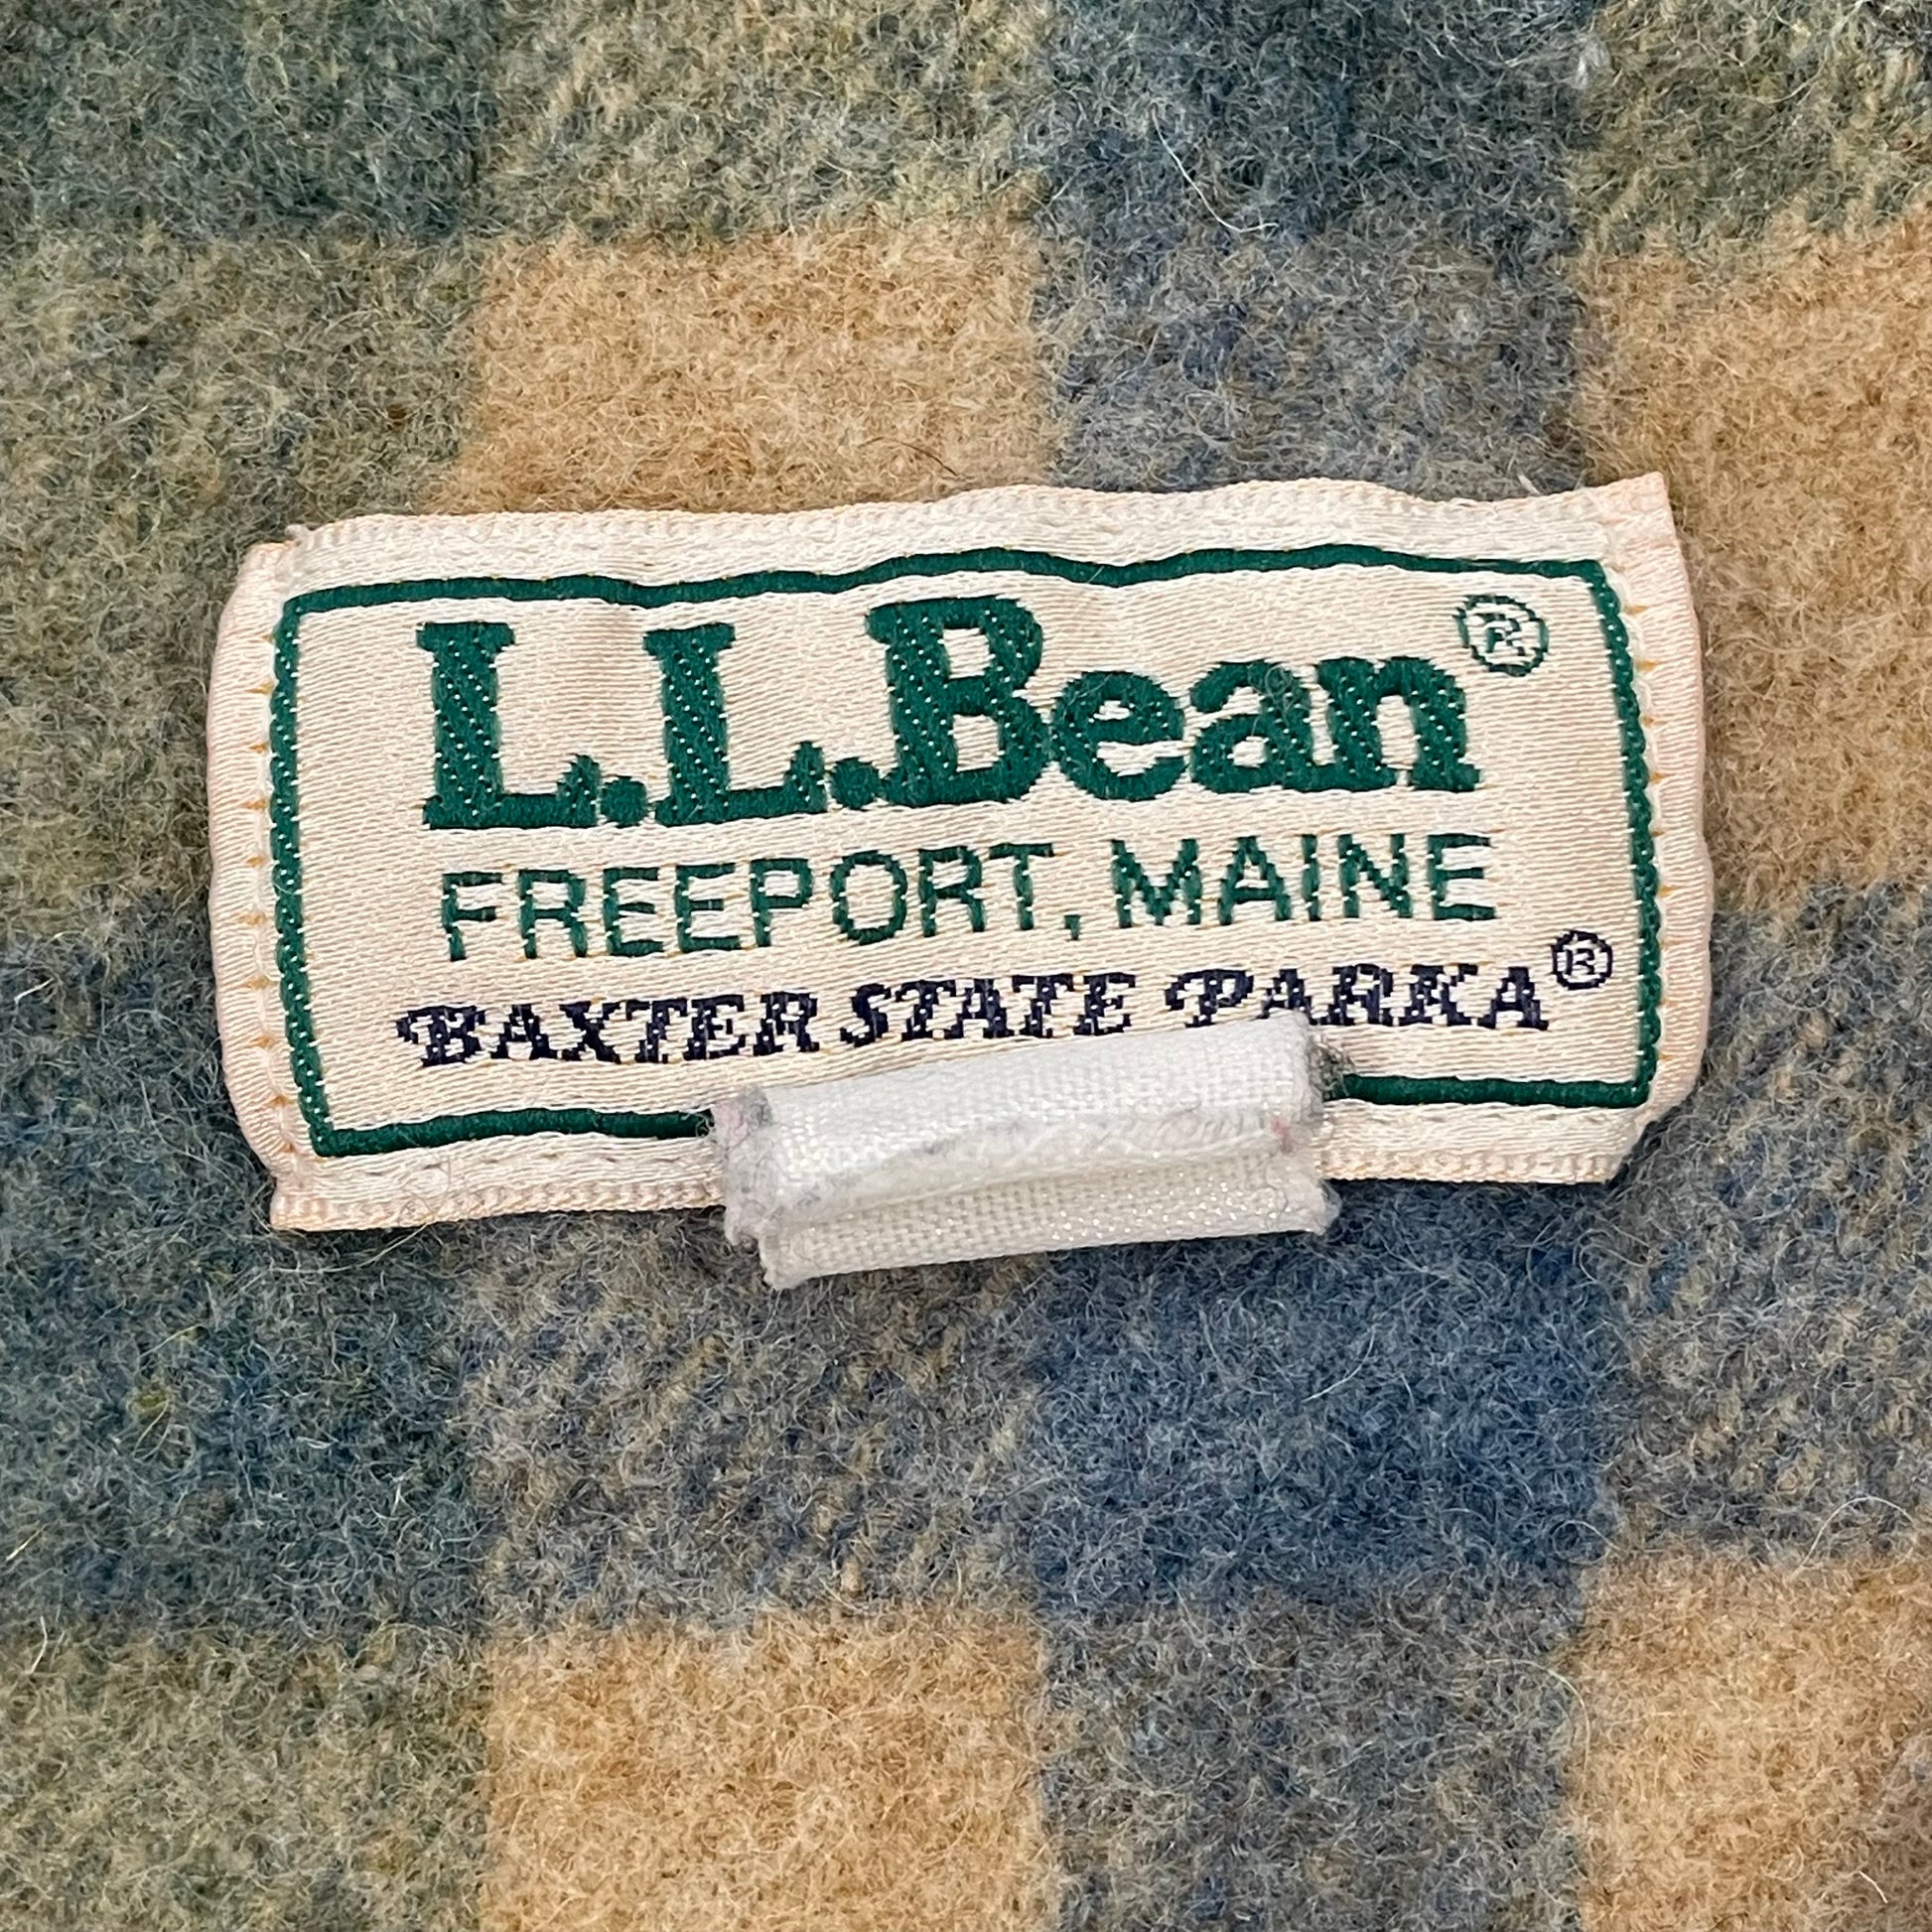 L.L.Bean®
FREEPORT, MAINE
BAXTER STATE PARKA®